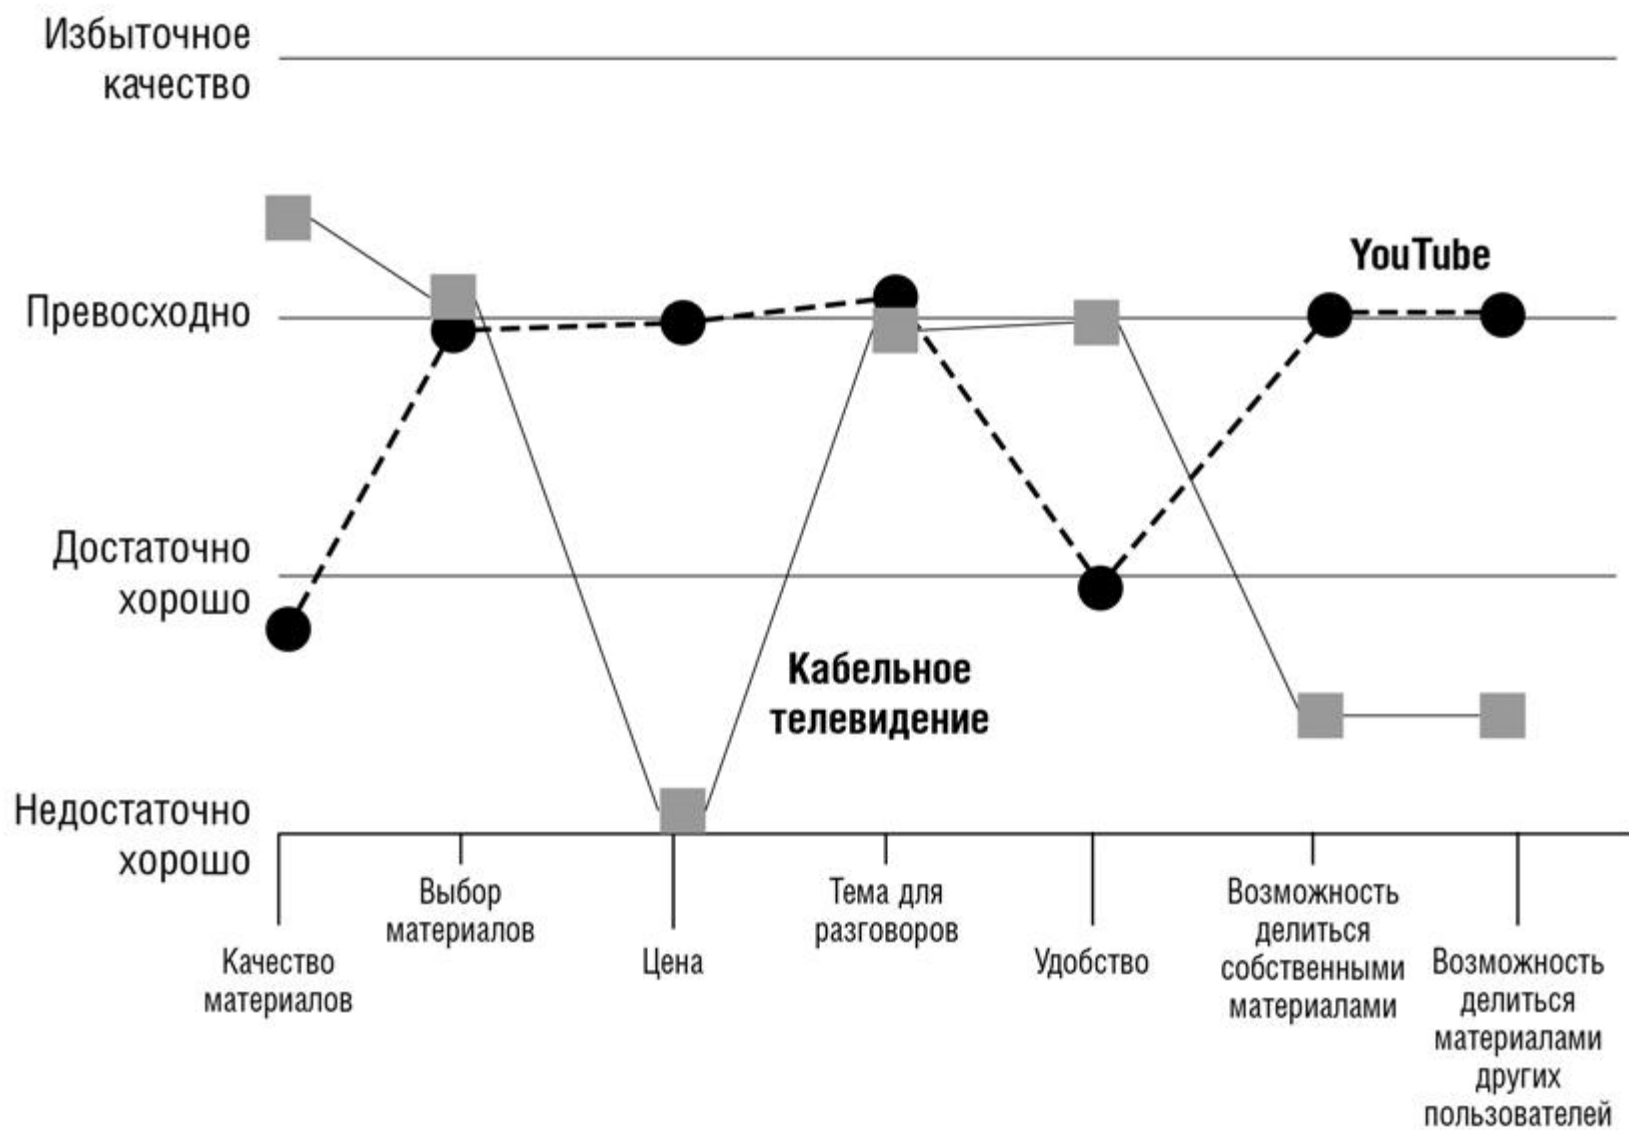 Избыточное
качество
YouTube
Превосходно
Достаточно
хорошо
Кабельное
телевидение
Недостаточно
хорошо
Качество
материалов
Выбор
материалов
Цена
Тема для
разговоров
Удобство
Возможность
делиться
собственными
материалами
Возможность
делиться
материалами
других
пользователей